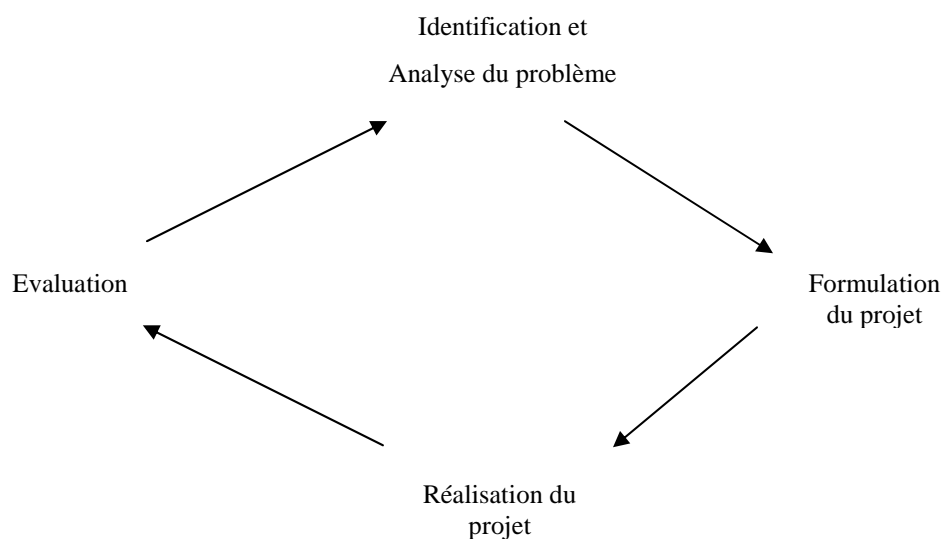 Identification et
Analyse du problème
Evaluation
Formulation
du projet
Réalisation du
projet